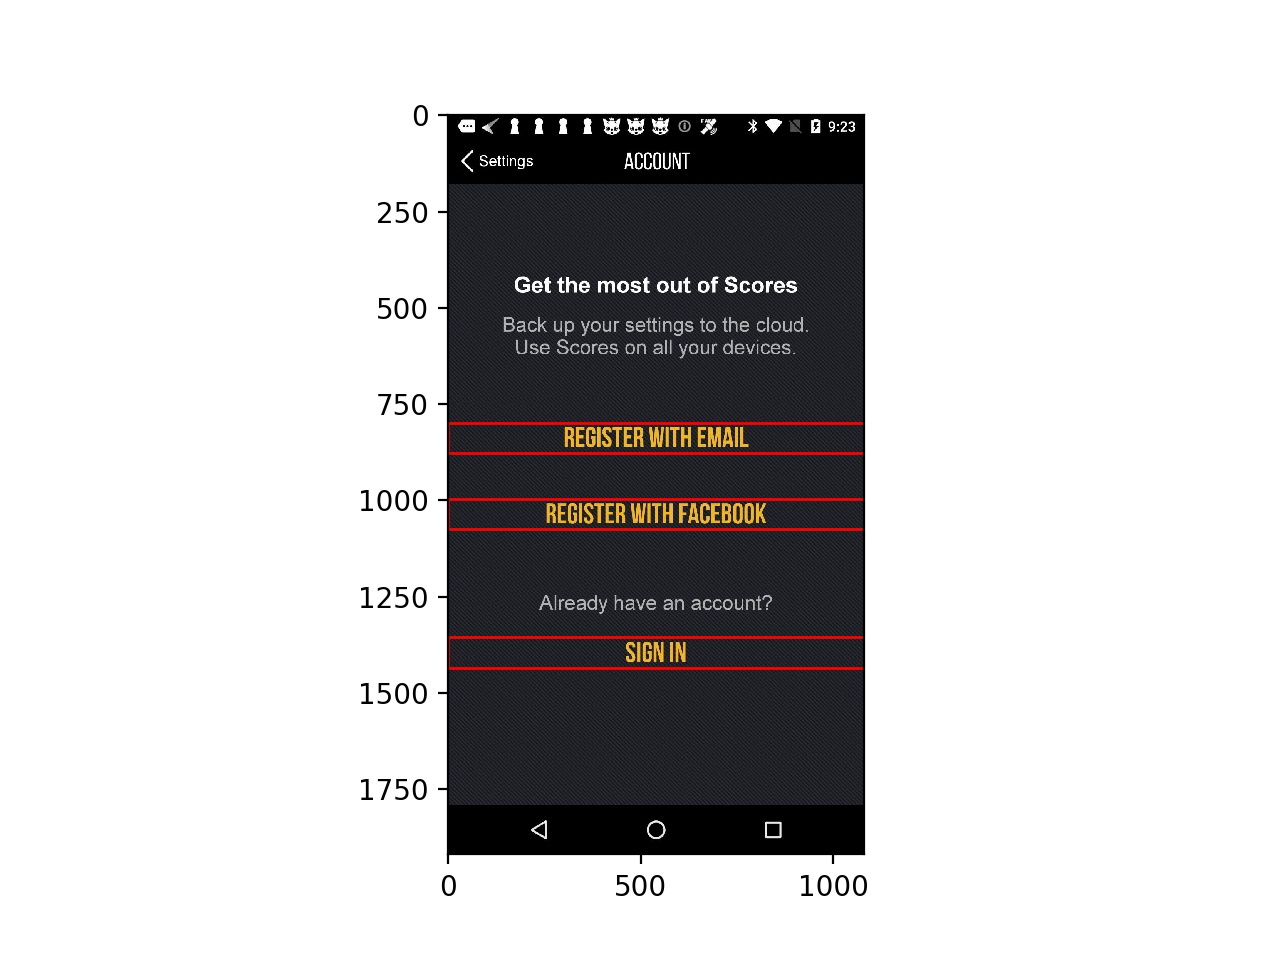 0
9:23
Settings
ACCOUNT
250
Get the most out of Scores
500
Back up your settings to the cloud.
Use Scores on all your devices.
750
REGISTER WITH EMAIL
1000
REGISTER WITH FACEBOOK
1250
Already have an account?
SIGN IN
1500
1750
0
500
1000